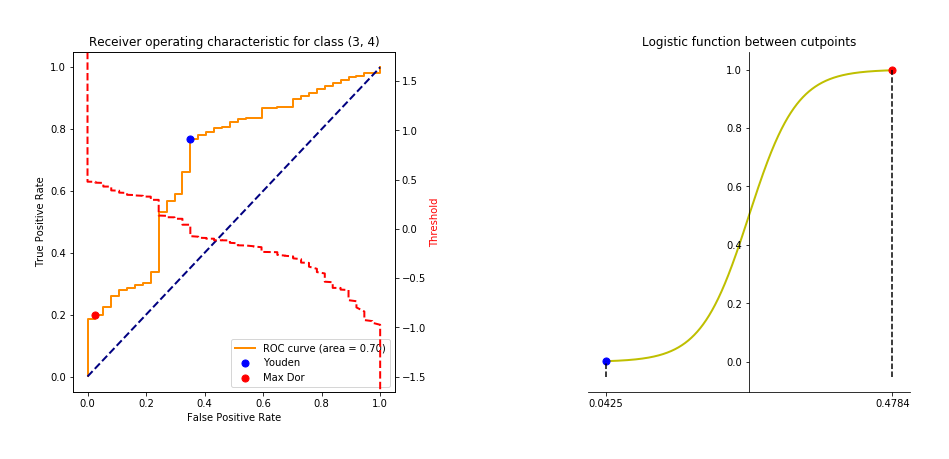 Receiver operating characteristic for class (3, 4)
1.0
0.8
0.6
0.4
0.2
0.0
True Positive Rate
1.5
1.0
0.5
0.0
−0.5
−1.0
−1.5
Threshold
ROC curve (area = 0.70)
Youden
Max Dor
0.0 0.2 0.4 0.6 0.8 1.0
False Positive Rate
Logistic function between cutpoints
1.0
0.8
0.6
0.4
0.2
0.0
0.0425 0.4784